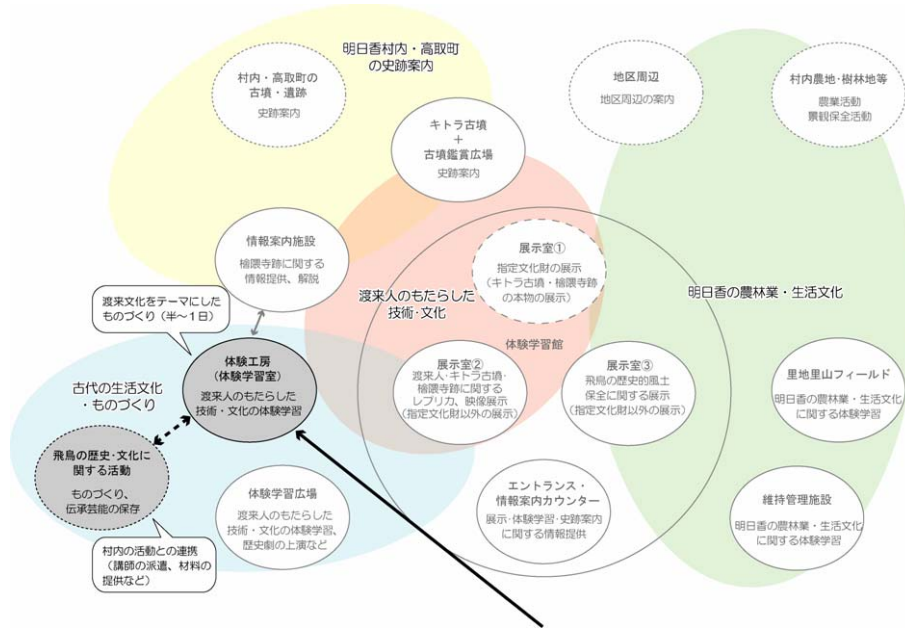 明日香村内・高取町
の史跡案内
村内・高取町の
古墳・遺跡
史跡案内
地区周辺
地区周辺の案内
村内農地・樹林地等
農業活動
景観保全活動
キトラ古墳
+
古墳鑑賞広場
史跡案内
情報案内施設
檜隈寺跡に関する
情報提供、解説
展示室①
指定文化財の展示
（キトラ古墳・檜隈寺跡
の本物の展示）
渡来人のもたらした
技術・文化
明日香の農林業・生活文化
渡来文化をテーマにした
ものづくり（半～１日）
体験学習館
体験工房
（体験学習室）
渡来人のもたらした
技術・文化の体験学習
展示室②
渡来人・キトラ古墳・
檜隈寺跡に関する
レプリカ、映像展示
（指定文化財以外の展示）
展示室③
飛鳥の歴史的風土
保全に関する展示
（指定文化財以外の展示）
里地里山フィールド
明日香の農林業・生活文化
に関する体験学習
古代の生活文化
・ものづくり
飛鳥の歴史・文化に
関する活動
ものづくり、
伝承芸能の保存
体験学習広場
渡来人のもたらした
技術・文化の体験学習、
歴史劇の上演など
エントランス・
情報案内カウンター
展示・体験学習・史跡案内
に関する情報提供
維持管理施設
明日香の農林業・生活文化
に関する体験学習
村内の活動との連携
（講師の派遣、材料の
提供など）